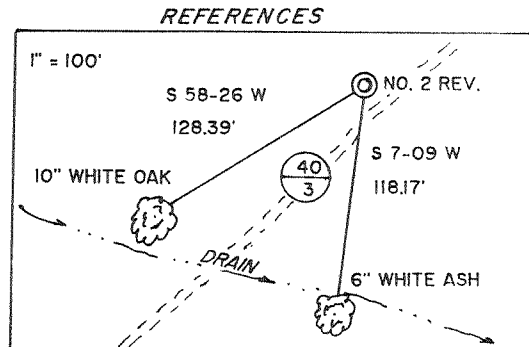 REFERENCES
1" = 100'
S 58-26 W
128.39'
NO. 2 REV.
S 7-09 W
118.17'
40
3
10" WHITE OAK
DRAIN
6" WHITE ASH